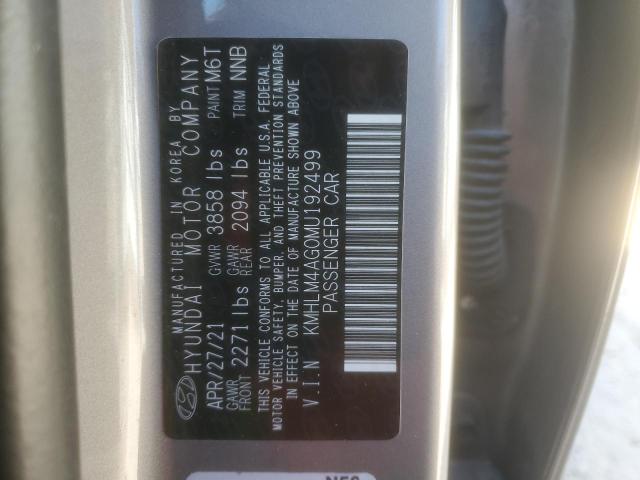 MANUFACTURED IN KOREA BY
HYUNDAI MOTOR COMPANY
APR/27/21 GVWR 3858 lbs PAINT M6T
GAWR FRONT 2271 lbs GAWR REAR 2094 lbs TRIM NNB
THIS VEHICLE CONFORMS TO ALL APPLICABLE U.S.A. FEDERAL
MOTOR VEHICLE SAFETY, BUMPER, AND THEFT PREVENTION STANDARDS
IN EFFECT ON THE DATE OF MANUFACTURE SHOWN ABOVE
V.I.N KMHLM4AG0MU192499
PASSENGER CAR